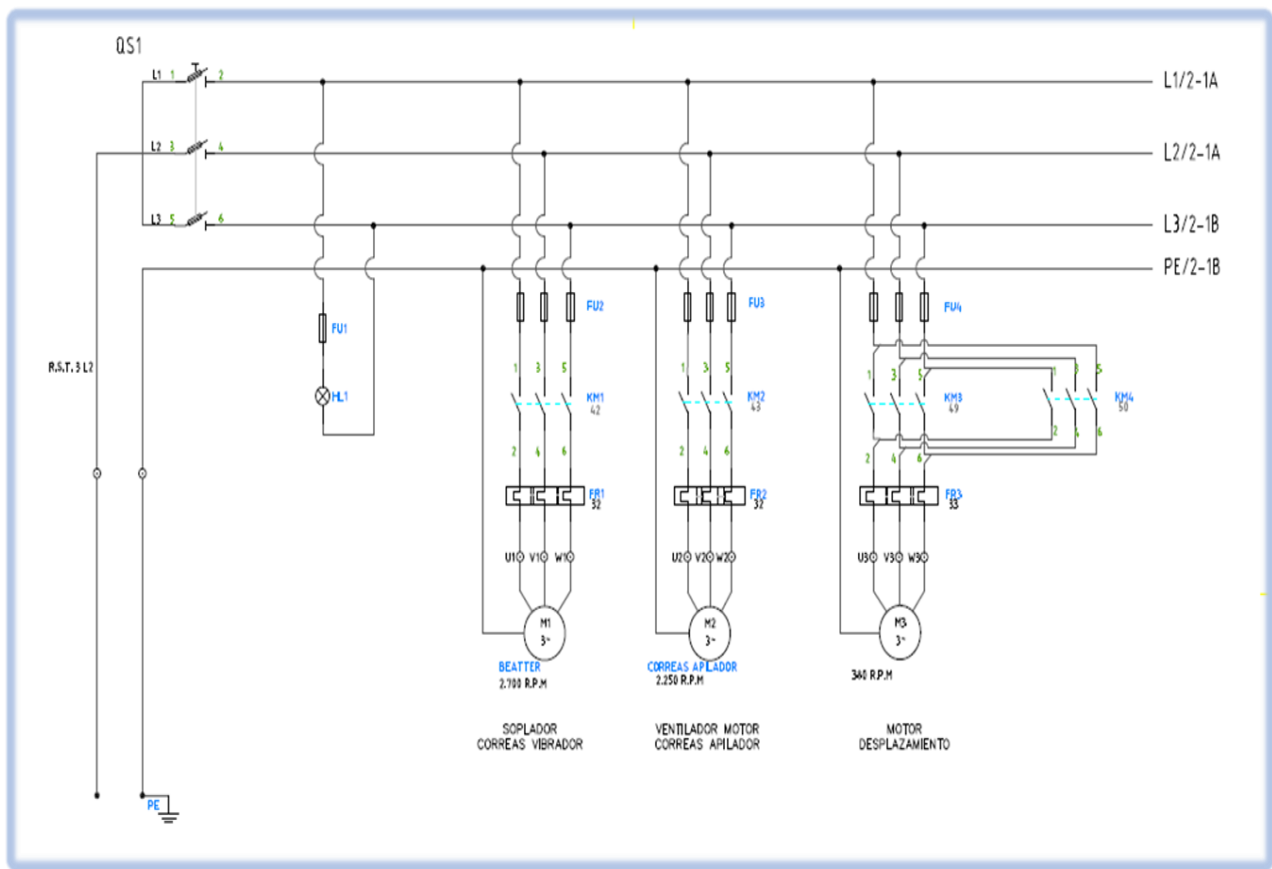 QS1
L1 1 2
L1/2-1A
L2 3 4
L2/2-1A
L3 5 6
L3/2-1B
PE/2-1B
FU1
FU2
FU3
FU4
R.S.T. 3 L2
HL1
1 3 5
KM1
42
2 4 6
1 3 5
KM2
43
2 4 6
1 3 5
KM3
49
2 4 6
1 3 5
KM4
50
2 4 6
FR1
32
FR2
32
FR3
33
U1 V1 W1
U2 V2 W2
U3 V3 W3
M1
3~
M2
3~
M3
3~
BEATTER
2.700 R.P.M
CORREAS APILADOR
2.250 R.P.M
340 R.P.M
SOPLADOR
CORREAS VIBRADOR
VENTILADOR MOTOR
CORREAS APILADOR
MOTOR
DESPLAZAMIENTO
PE